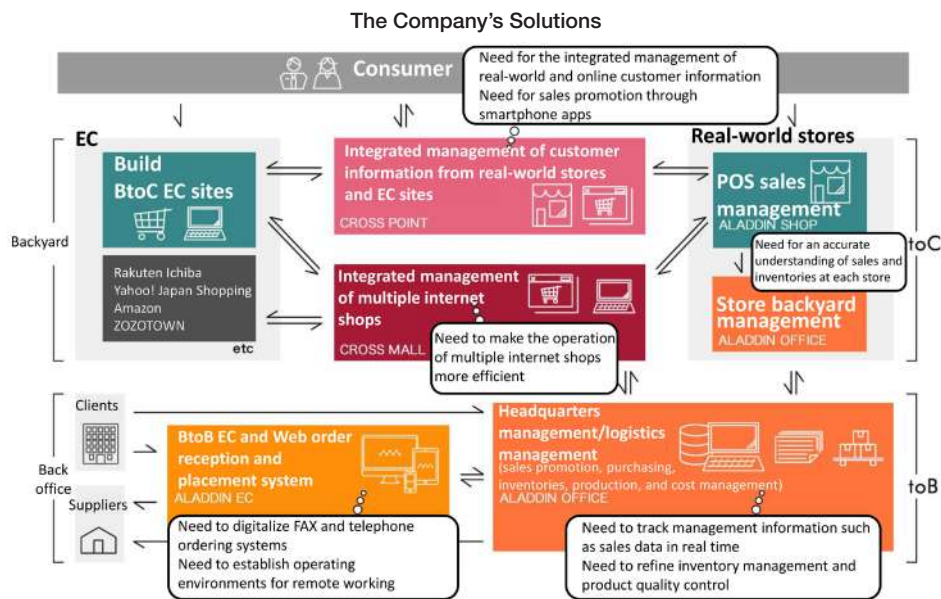 The Company's Solutions
Consumer
Need for the integrated management of
real-world and online customer information
Need for sales promotion through
smartphone apps
EC
Build
BtoC EC sites
Integrated management of customer
information from real-world stores
and EC sites
CROSS POINT
Real-world stores
POS sales
management
ALADDIN SHOP
Backyard
toC
Need for an accurate
understanding of sales and
inventories at each store
Rakuten Ichiba
Yahoo! Japan Shopping
Amazon
ZOZOTOWN
etc
Integrated management
of multiple internet
shops
CROSS MALL
Need to make the operation
of multiple internet shops
more efficient
Store backyard
management
ALADDIN OFFICE
Clients
Back
office
Suppliers
BtoB EC and Web order
reception and
placement system
ALADDIN EC
Need to digitalize FAX and telephone
ordering systems
Need to establish operating
environments for remote working
Headquarters
management/logistics
management
(sales promotion, purchasing,
inventories, production, and cost management)
ALADDIN OFFICE
toB
Need to track management information such
as sales data in real time
Need to refine inventory management and
product quality control